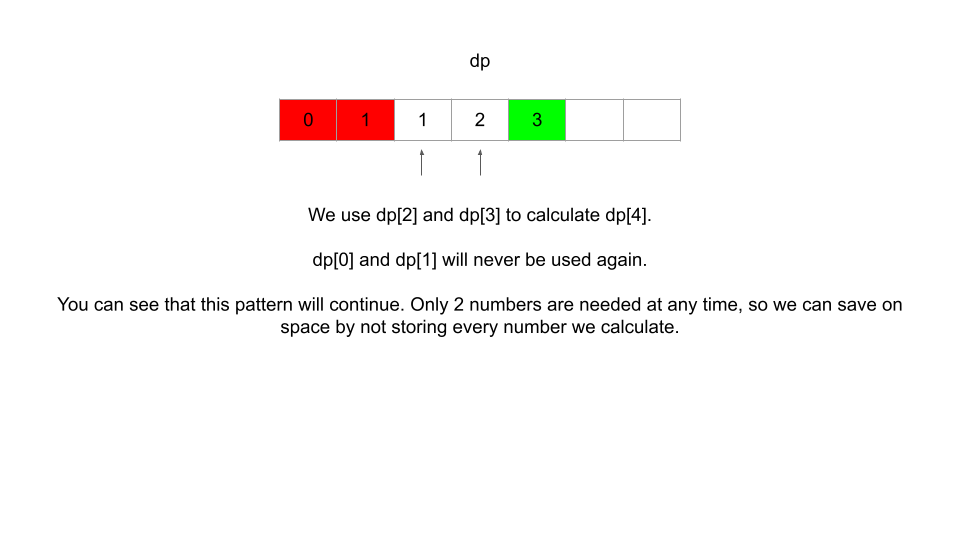 dp
0 1 1 2 3
We use dp[2] and dp[3] to calculate dp[4].
dp[0] and dp[1] will never be used again.
You can see that this pattern will continue. Only 2 numbers are needed at any time, so we can save on
space by not storing every number we calculate.